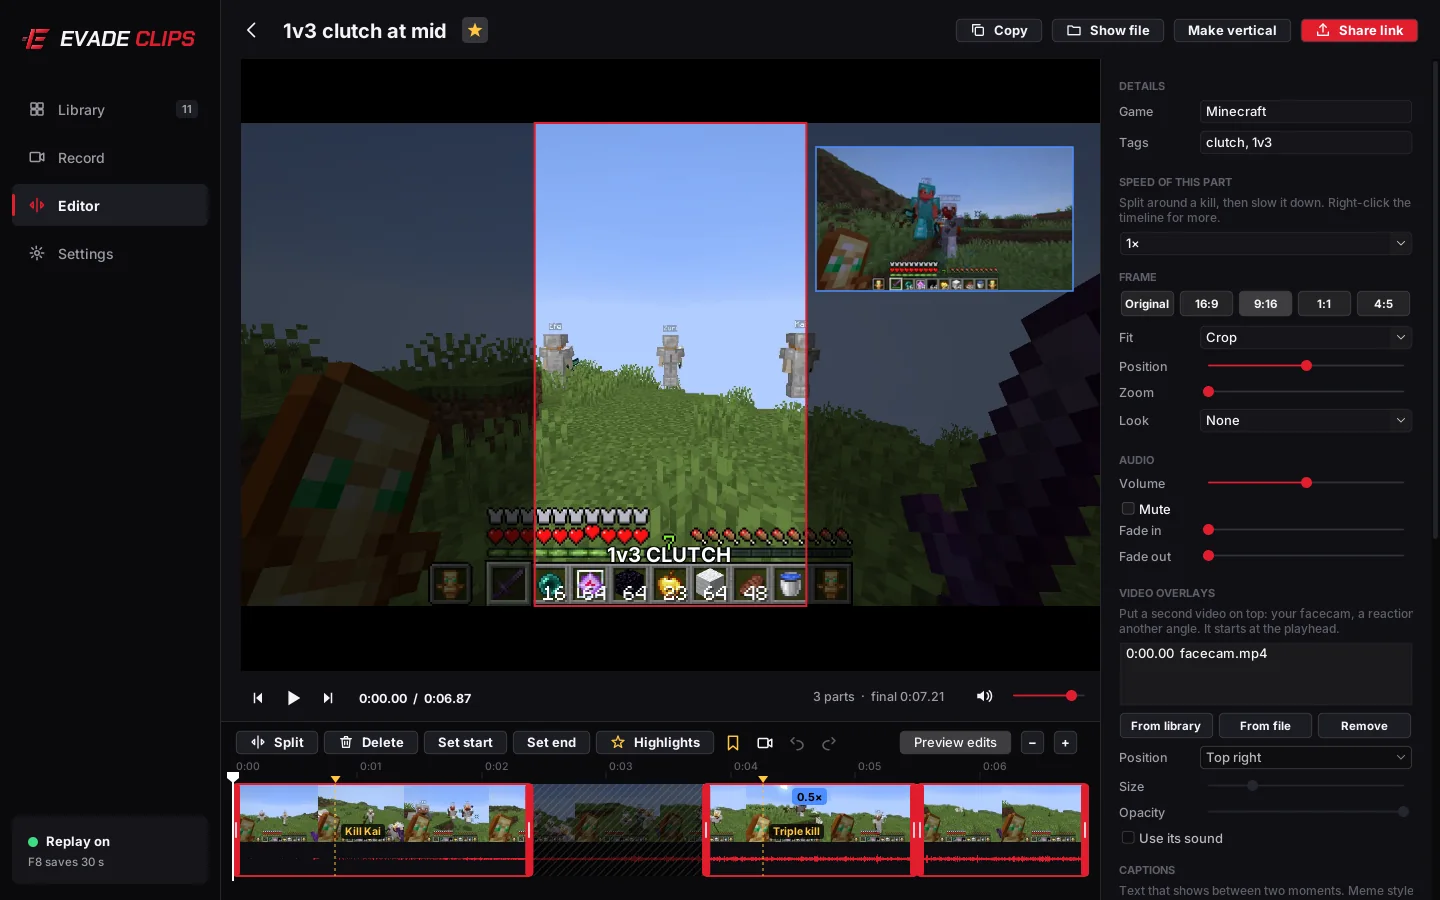 EVADE CLIPS
Library
11
Record
Editor
Settings
Replay on
F8 saves 30 s
1v3 clutch at mid
Copy
Show file
Make vertical
Share link
1v3 CLUTCH
16
64
64
23
64
48
0:00.00 / 0:06.87
3 parts · final 0:07.21
Split
Delete
Set start
Set end
Highlights
Preview edits
−
+
0:00
0:01
0:02
0:03
0:04
0:05
0:06
0.5×
Kill Kai
Triple kill
DETAILS
Game
Minecraft
Tags
clutch, 1v3
SPEED OF THIS PART
Split around a kill, then slow it down. Right-click the
timeline for more.
1×
FRAME
Original
16:9
9:16
1:1
4:5
Fit
Crop
Position
Zoom
Look
None
AUDIO
Volume
Mute
Fade in
Fade out
VIDEO OVERLAYS
Put a second video on top: your facecam, a reaction
another angle. It starts at the playhead.
0:00.00 facecam.mp4
From library
From file
Remove
Position
Top right
Size
Opacity
Use its sound
CAPTIONS
Text that shows between two moments. Meme style